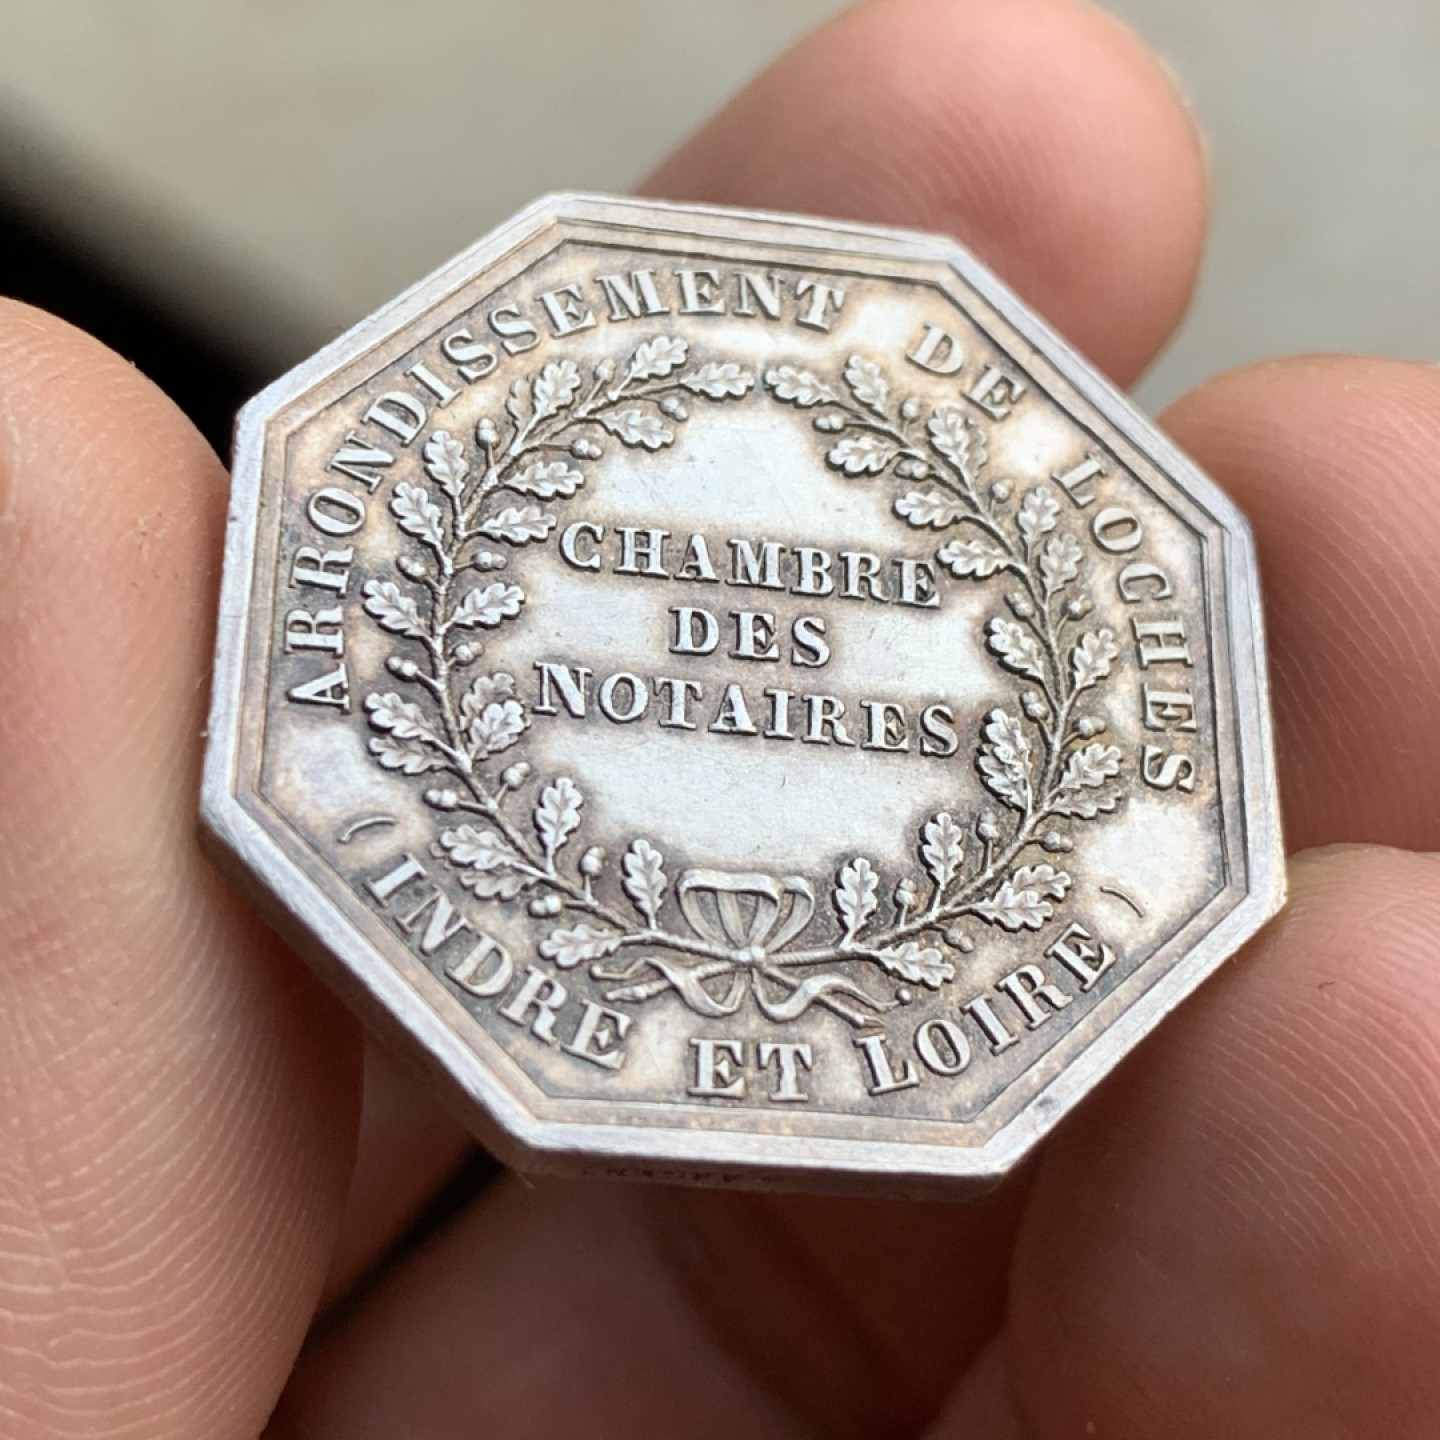 ARRONDISSEMENT DE LOCHES
CHAMBRE
DES
NOTAIRES
(INDRE ET LOIRE)